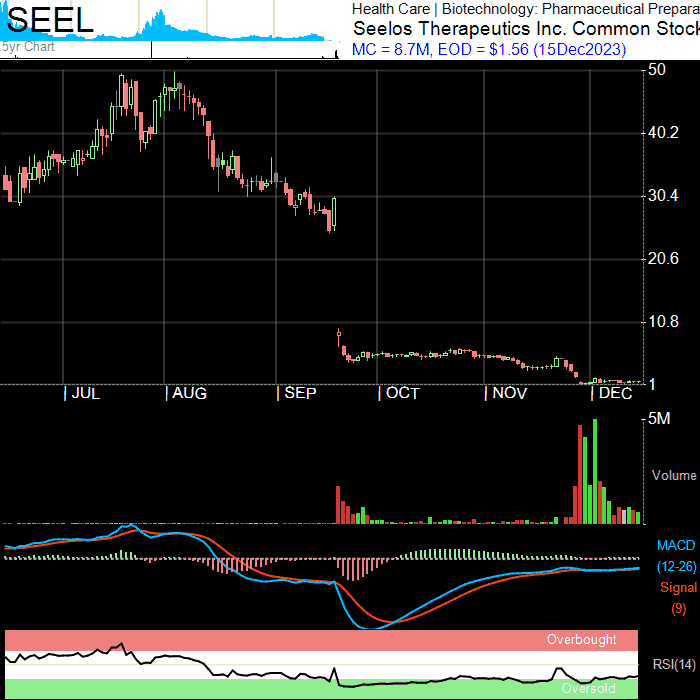 SEEL
5yr Chart
Health Care | Biotechnology: Pharmaceutical Prepara
Seelos Therapeutics Inc. Common Stock
MC = 8.7M, EOD = $1.56 (15Dec2023)
50
40.2
30.4
20.6
10.8
1
| JUL | AUG | SEP | OCT | NOV | DEC
5M
Volume
MACD
(12-26)
Signal
(9)
Overbought
RSI(14)
Oversold